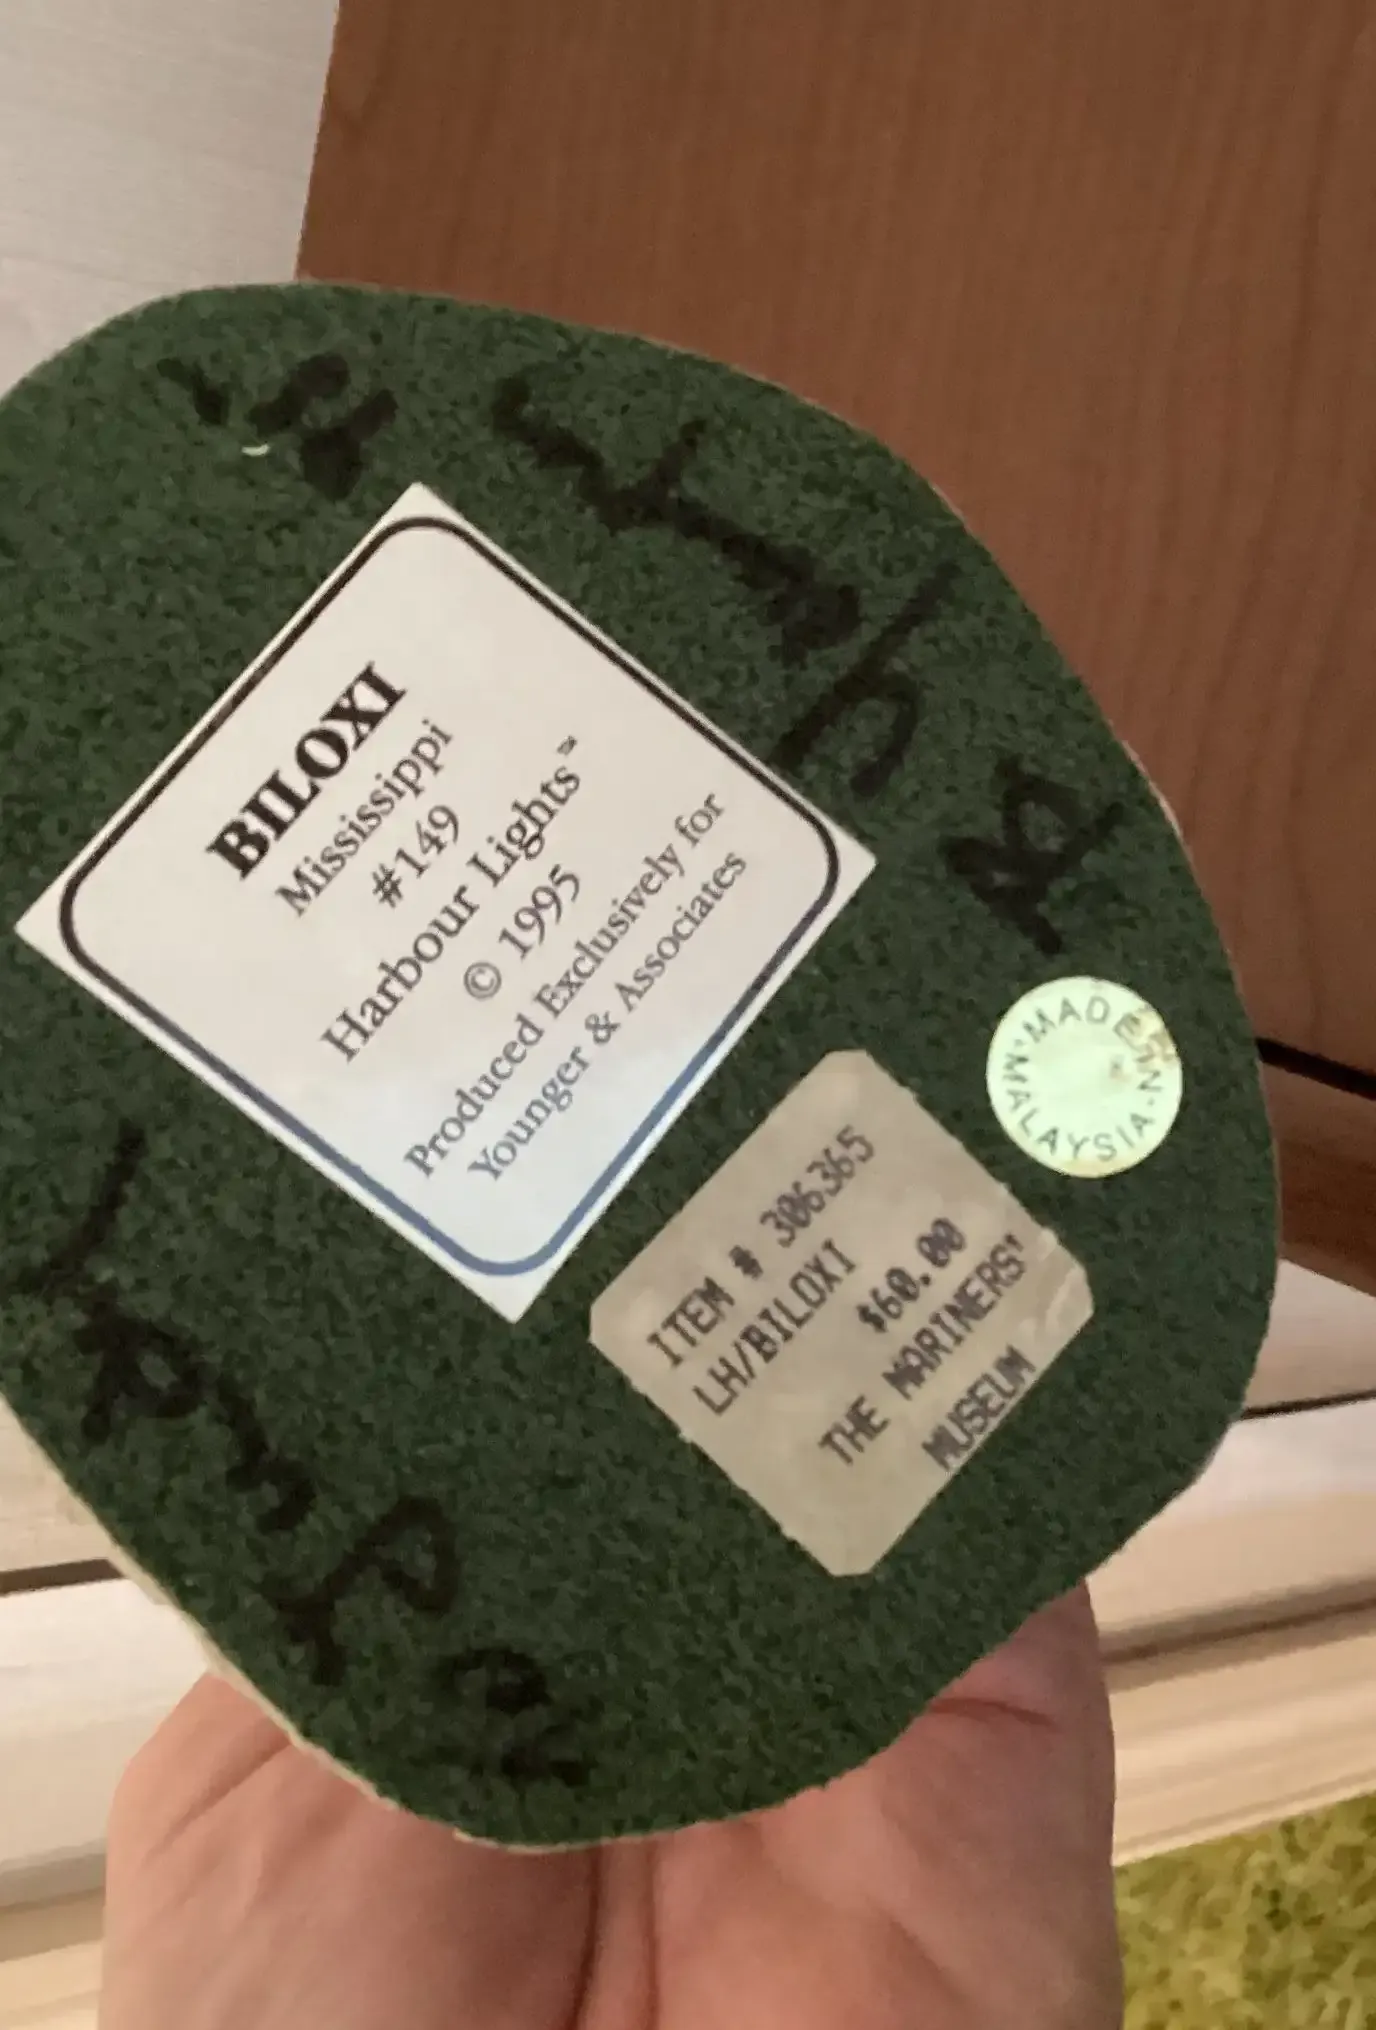 BILOXI
Mississippi
#149
Harbour Lights™
© 1995
Produced Exclusively for
Younger & Associates
ITEM # 306365
LH/BILOXI
$60.00
THE MARINERS'
MUSEUM
MADE IN
MALAYSIA